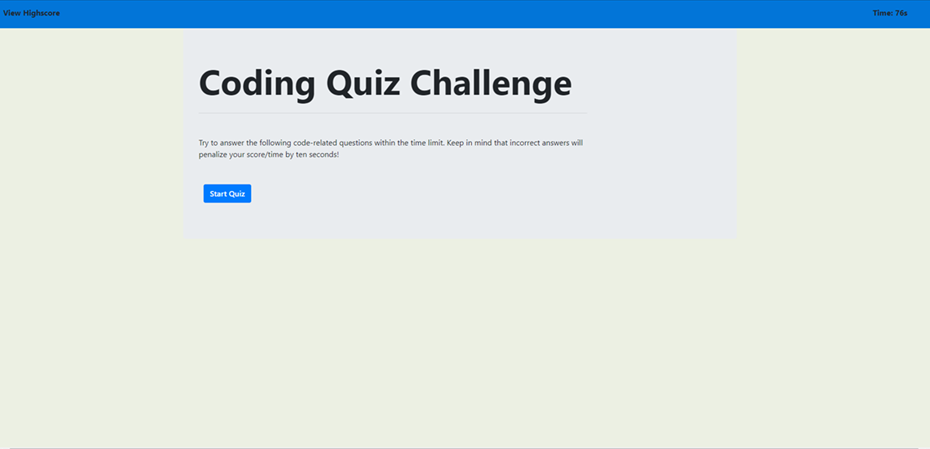 View Highscore
Time: 76s
Coding Quiz Challenge
Try to answer the following code-related questions within the time limit. Keep in mind that incorrect answers will
penalize your score/time by ten seconds!
Start Quiz